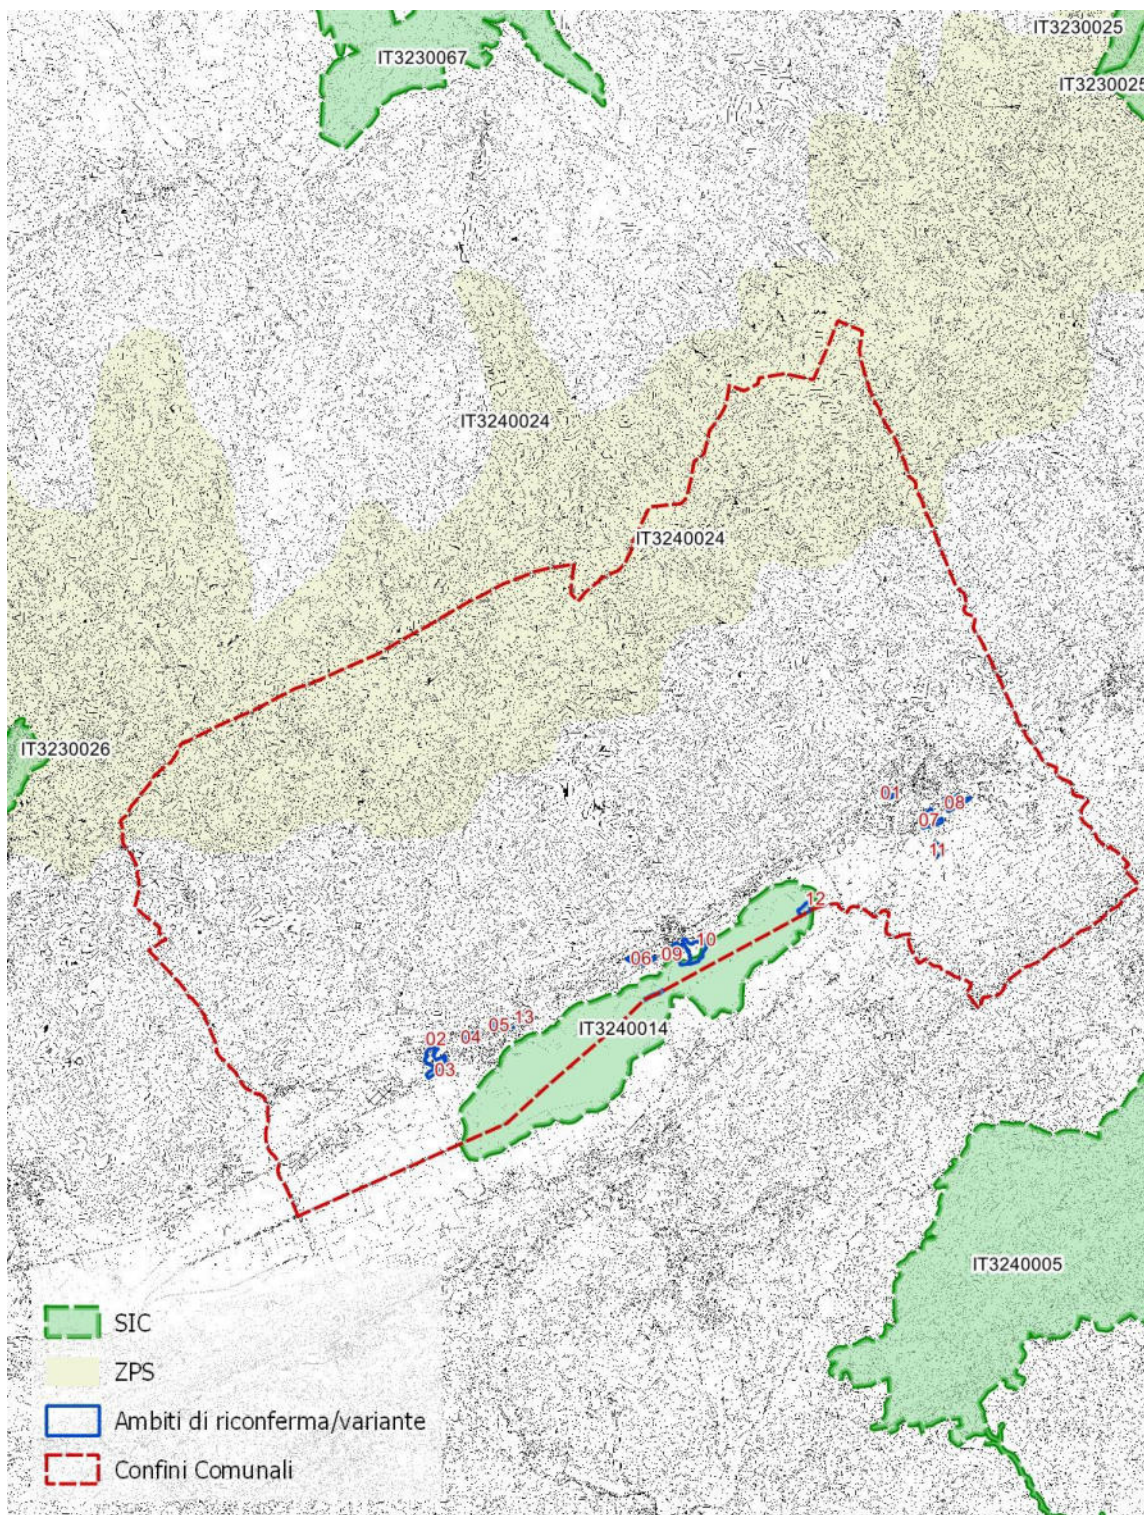 IT3230025
IT3230067
IT3230025
IT3240024
IT3240024
IT3230026
01
08
07
11
12
10
09
06
13
05
IT3240014
04
02
03
IT3240005
SIC
ZPS
Ambiti di riconferma/variante
Confini Comunali